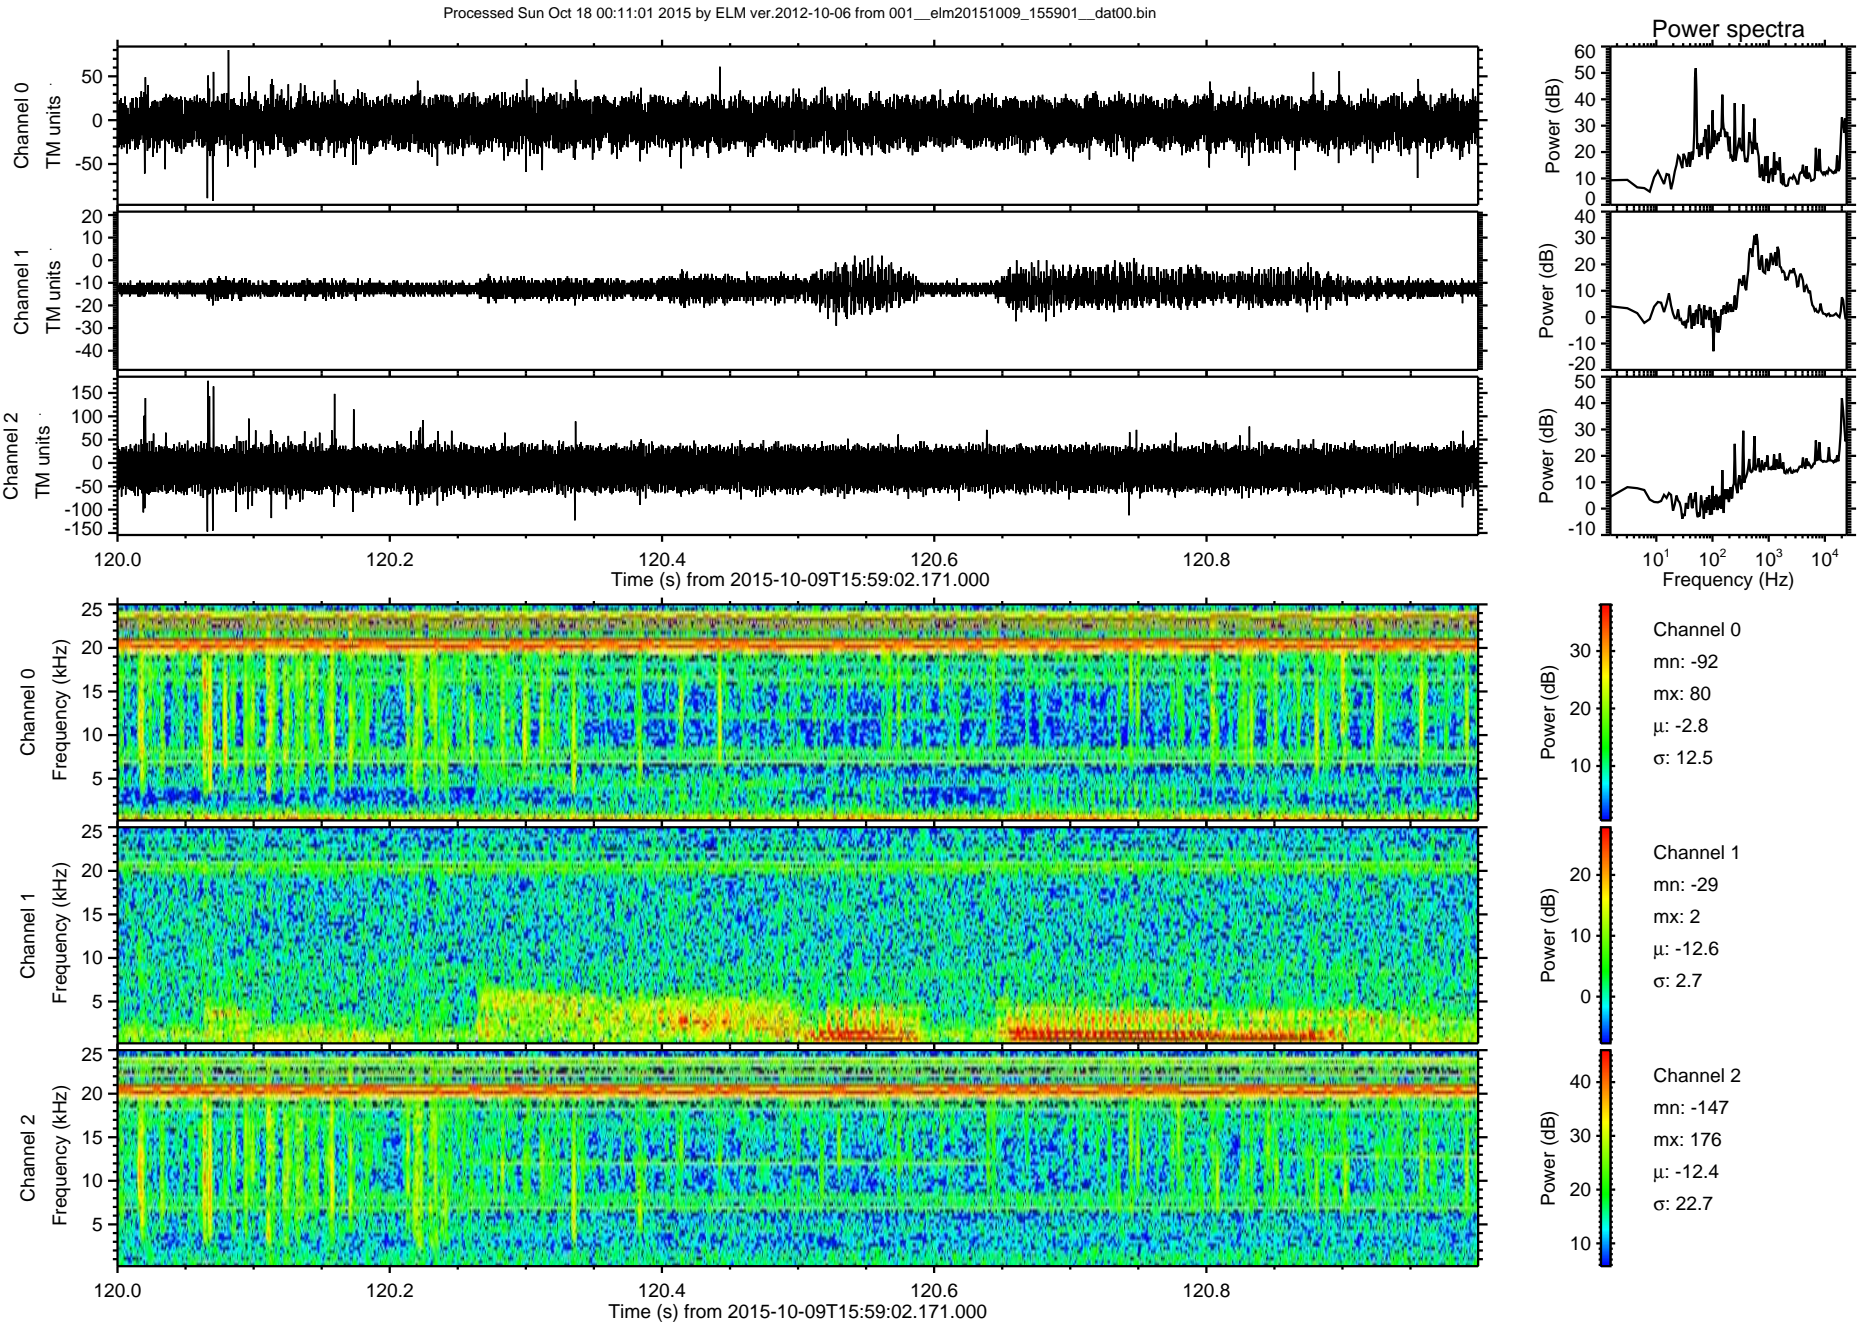 Processed Sun Oct 18 00:11:01 2015 by ELM ver.2012-10-06 from 001__elm20151009_155901__dat00.bin
Power spectra
Channel 0
TM units
50
0
-50
Power (dB)
60
50
40
30
20
10
0
Channel 1
TM units
20
10
0
-10
-20
-30
-40
Power (dB)
40
30
20
10
0
-10
-20
Channel 2
TM units
150
100
50
0
-50
-100
-150
Power (dB)
50
40
30
20
10
0
-10
120.0 120.2 120.4 120.6 120.8
Time (s) from 2015-10-09T15:59:02.171.000
10¹ 10² 10³ 10⁴
Frequency (Hz)
Channel 0
Frequency (kHz)
25
20
15
10
5
Power (dB)
30
20
10
Channel 0
mn: -92
mx: 80
μ: -2.8
σ: 12.5
Channel 1
Frequency (kHz)
25
20
15
10
5
Power (dB)
20
10
0
Channel 1
mn: -29
mx: 2
μ: -12.6
σ: 2.7
Channel 2
Frequency (kHz)
25
20
15
10
5
Power (dB)
40
30
20
10
Channel 2
mn: -147
mx: 176
μ: -12.4
σ: 22.7
120.0 120.2 120.4 120.6 120.8
Time (s) from 2015-10-09T15:59:02.171.000